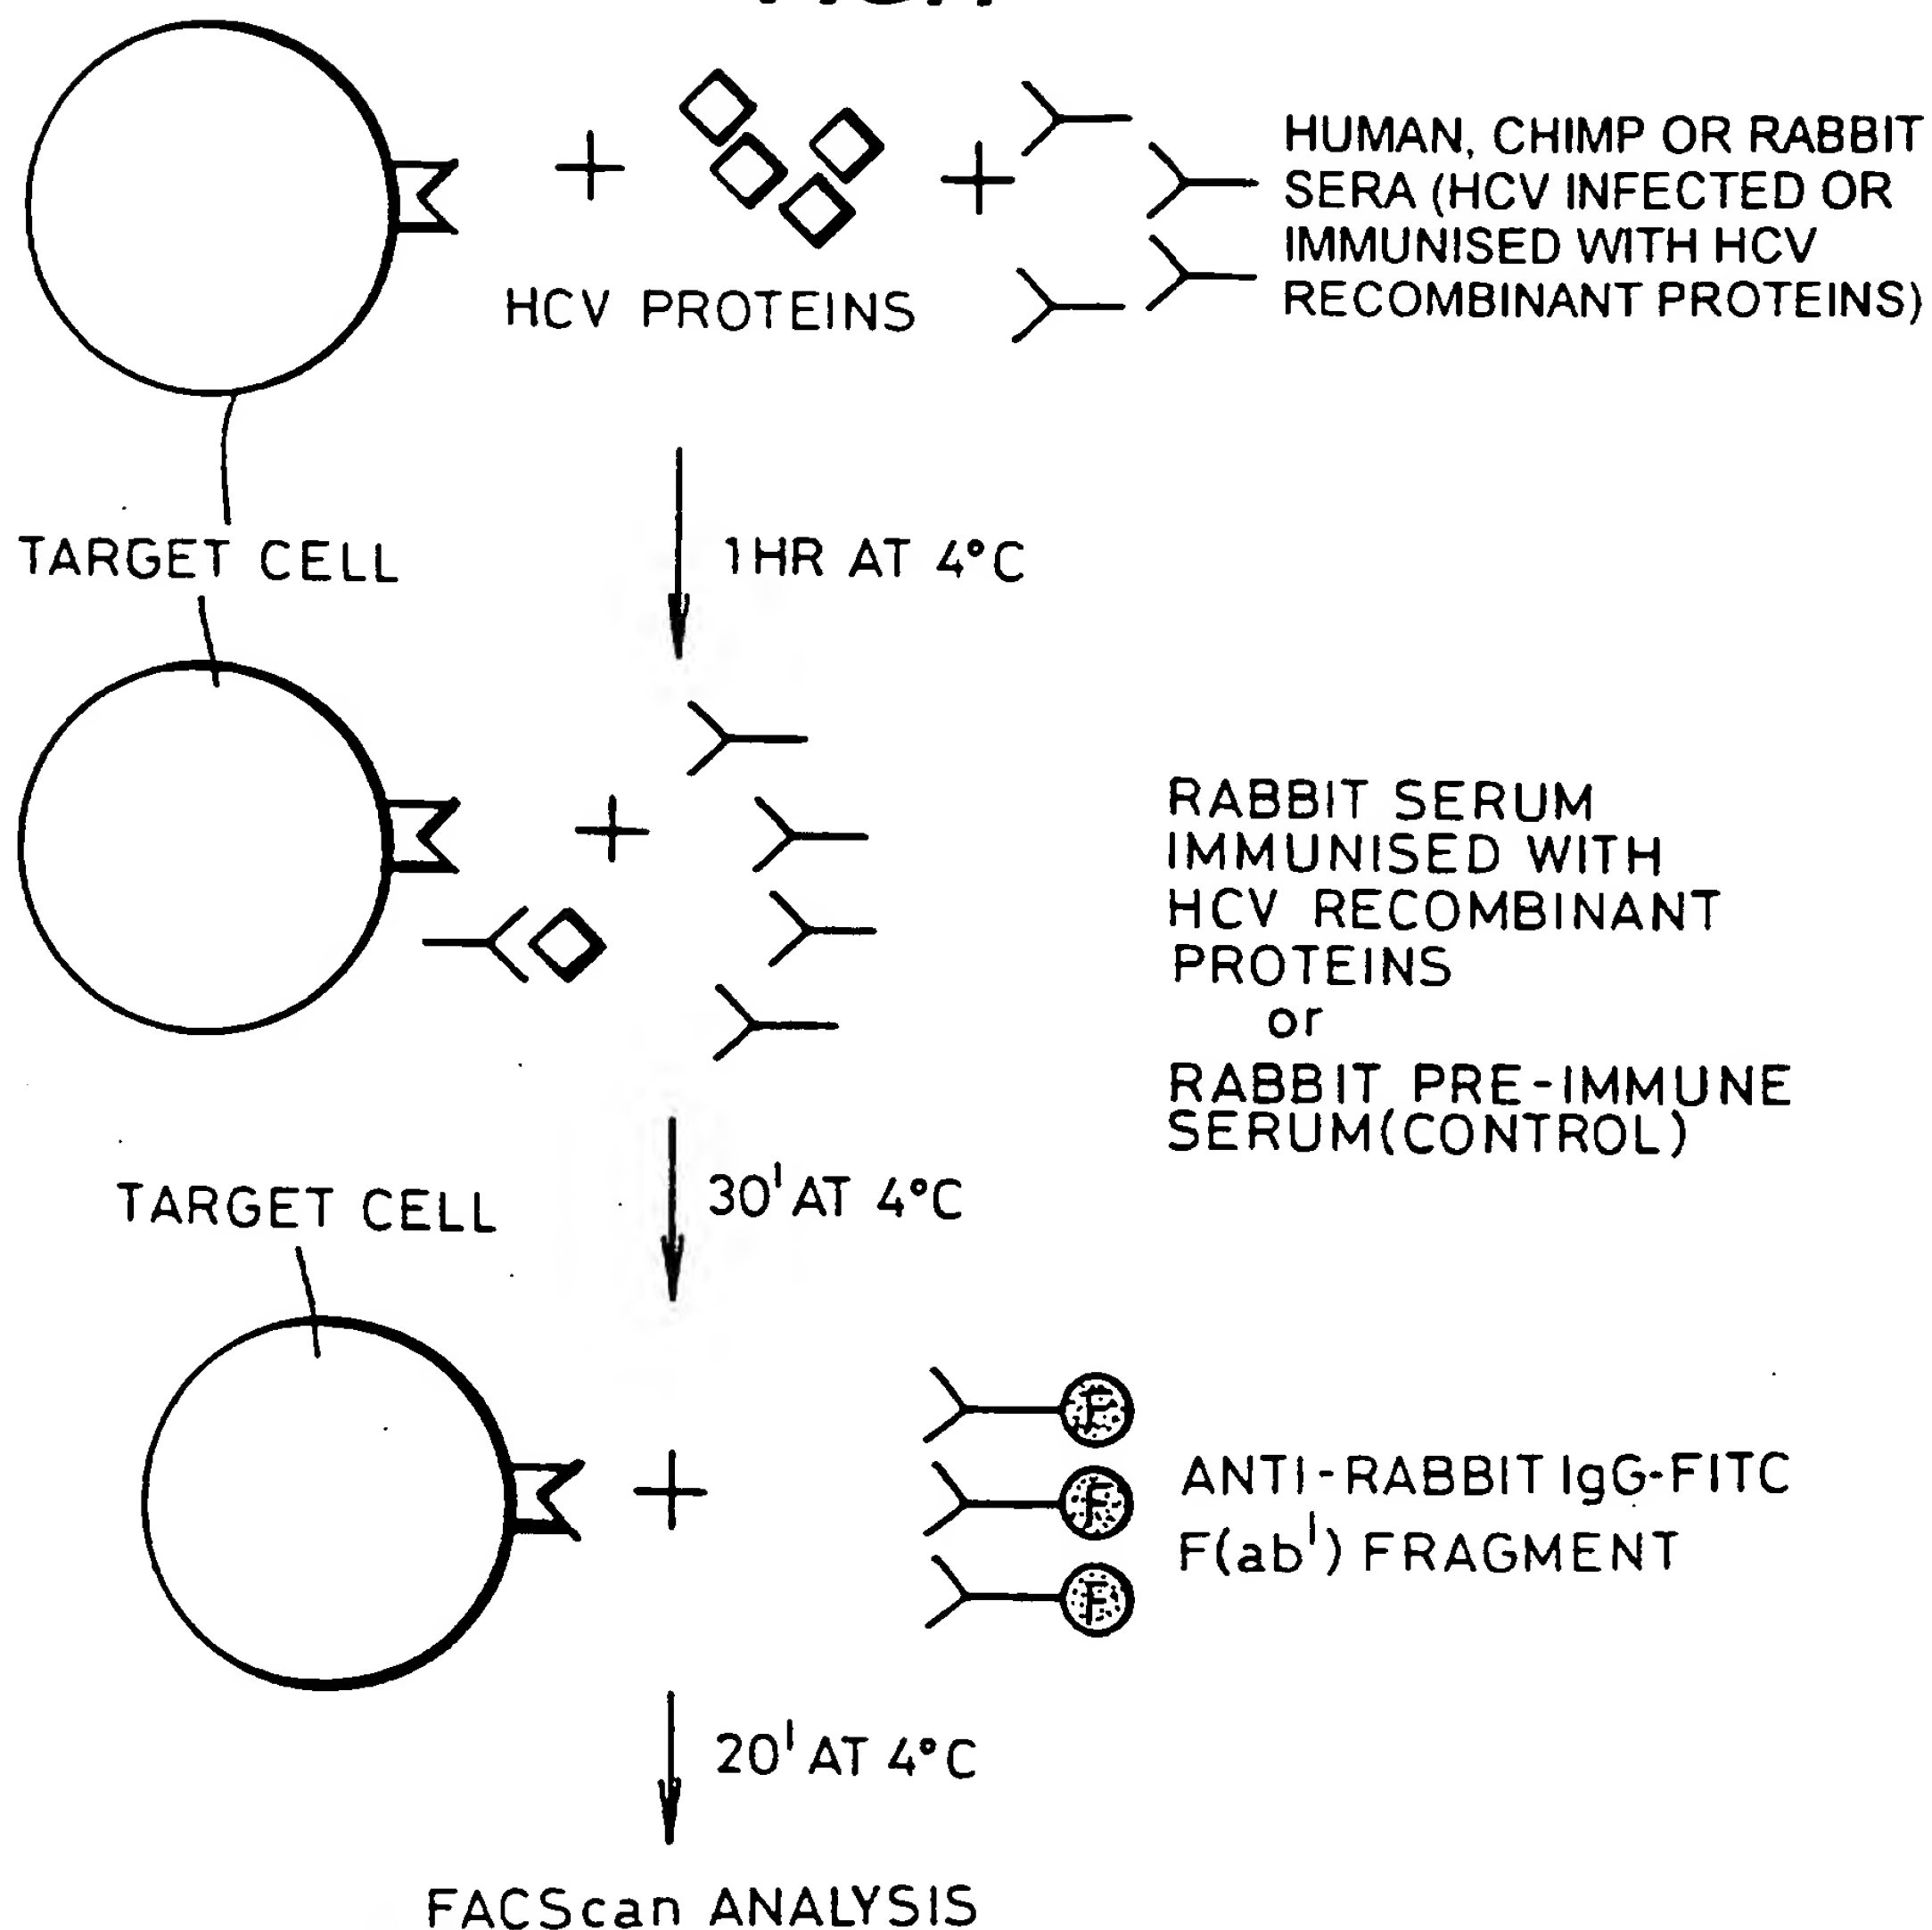 HCV PROTEINS
HUMAN, CHIMP OR RABBIT
SERA (HCV INFECTED OR
IMMUNISED WITH HCV
RECOMBINANT PROTEINS)
TARGET CELL
1HR AT 4°C
RABBIT SERUM
IMMUNISED WITH
HCV RECOMBINANT
PROTEINS
or
RABBIT PRE-IMMUNE
SERUM(CONTROL)
TARGET CELL
30' AT 4°C
F
F
F
ANTI-RABBIT IgG-FITC
F(ab') FRAGMENT
20' AT 4°C
FACScan ANALYSIS